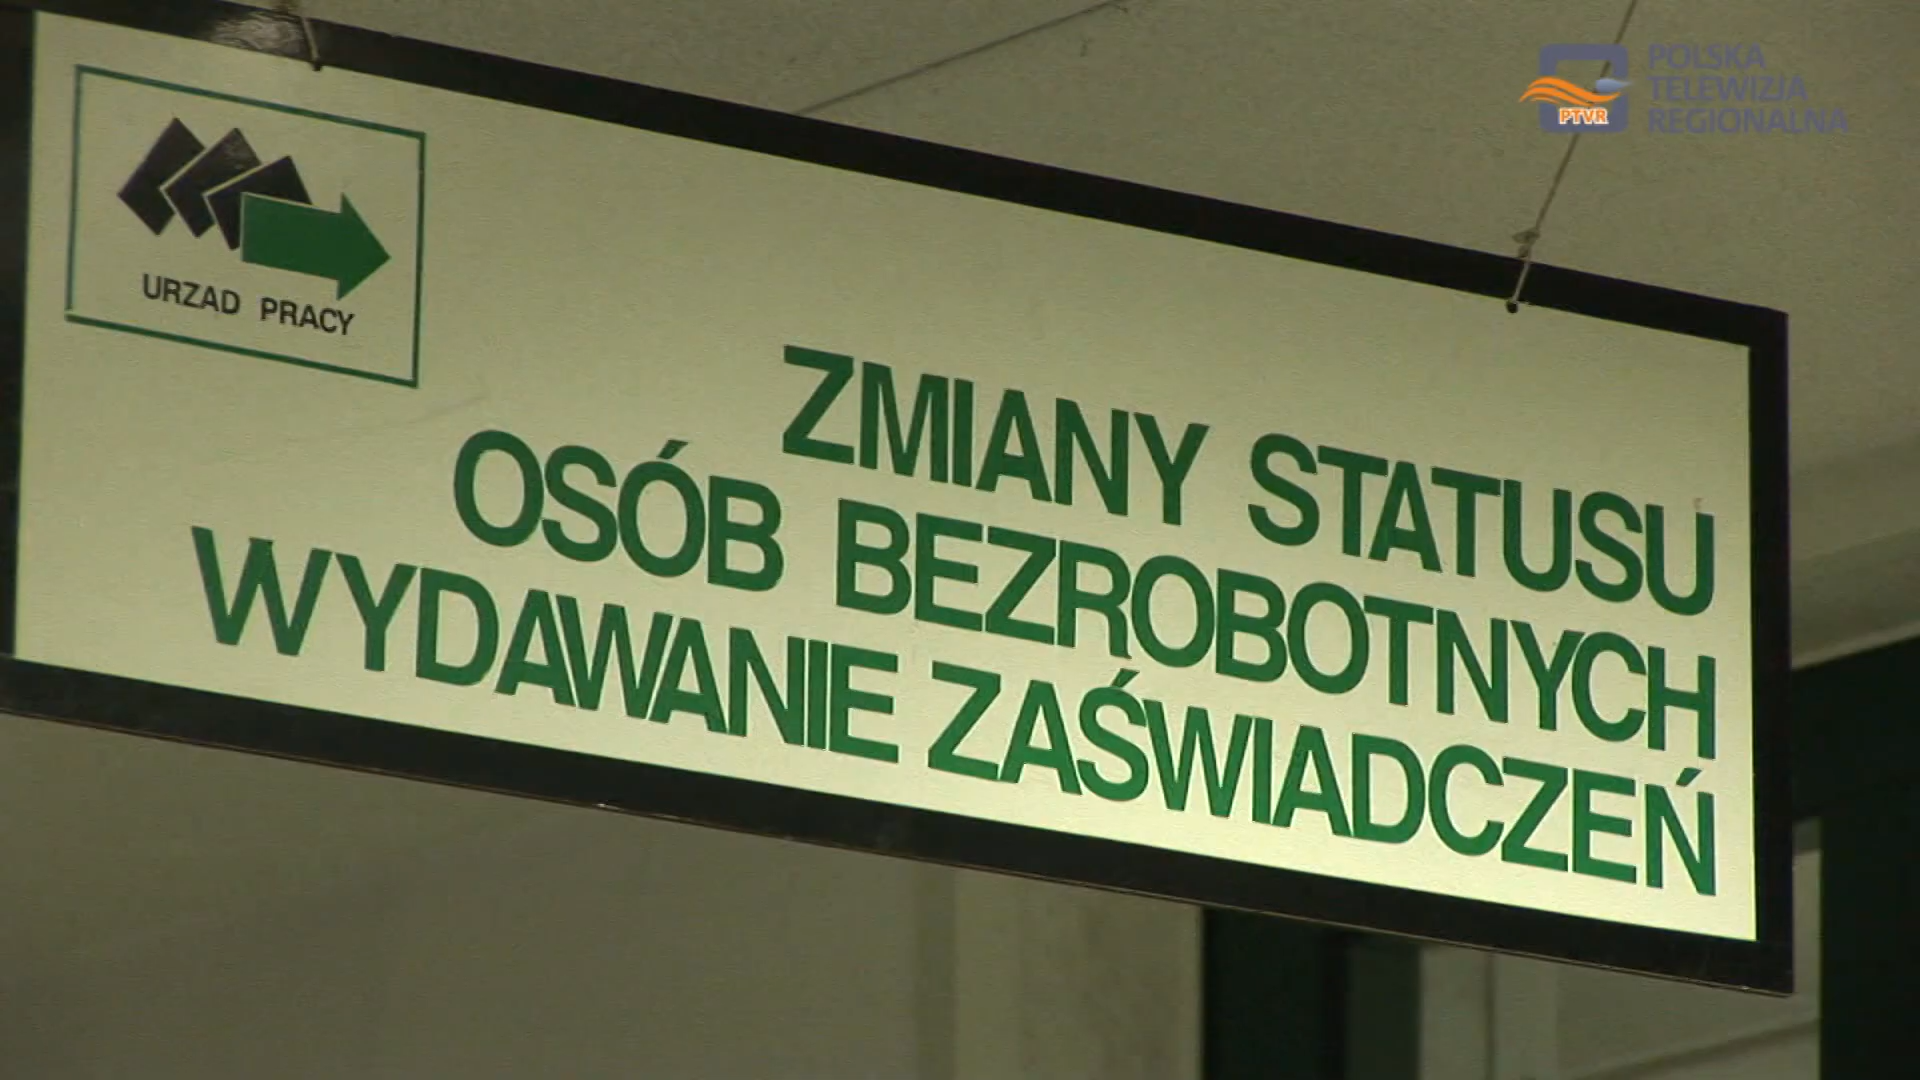 POLSKA
TELEWIZJA
REGIONALNA
PTVR
URZAD PRACY
ZMIANY STATUSU
OSÓB BEZROBOTNYCH
WYDAWANIE ZAŚWIADCZEŃ